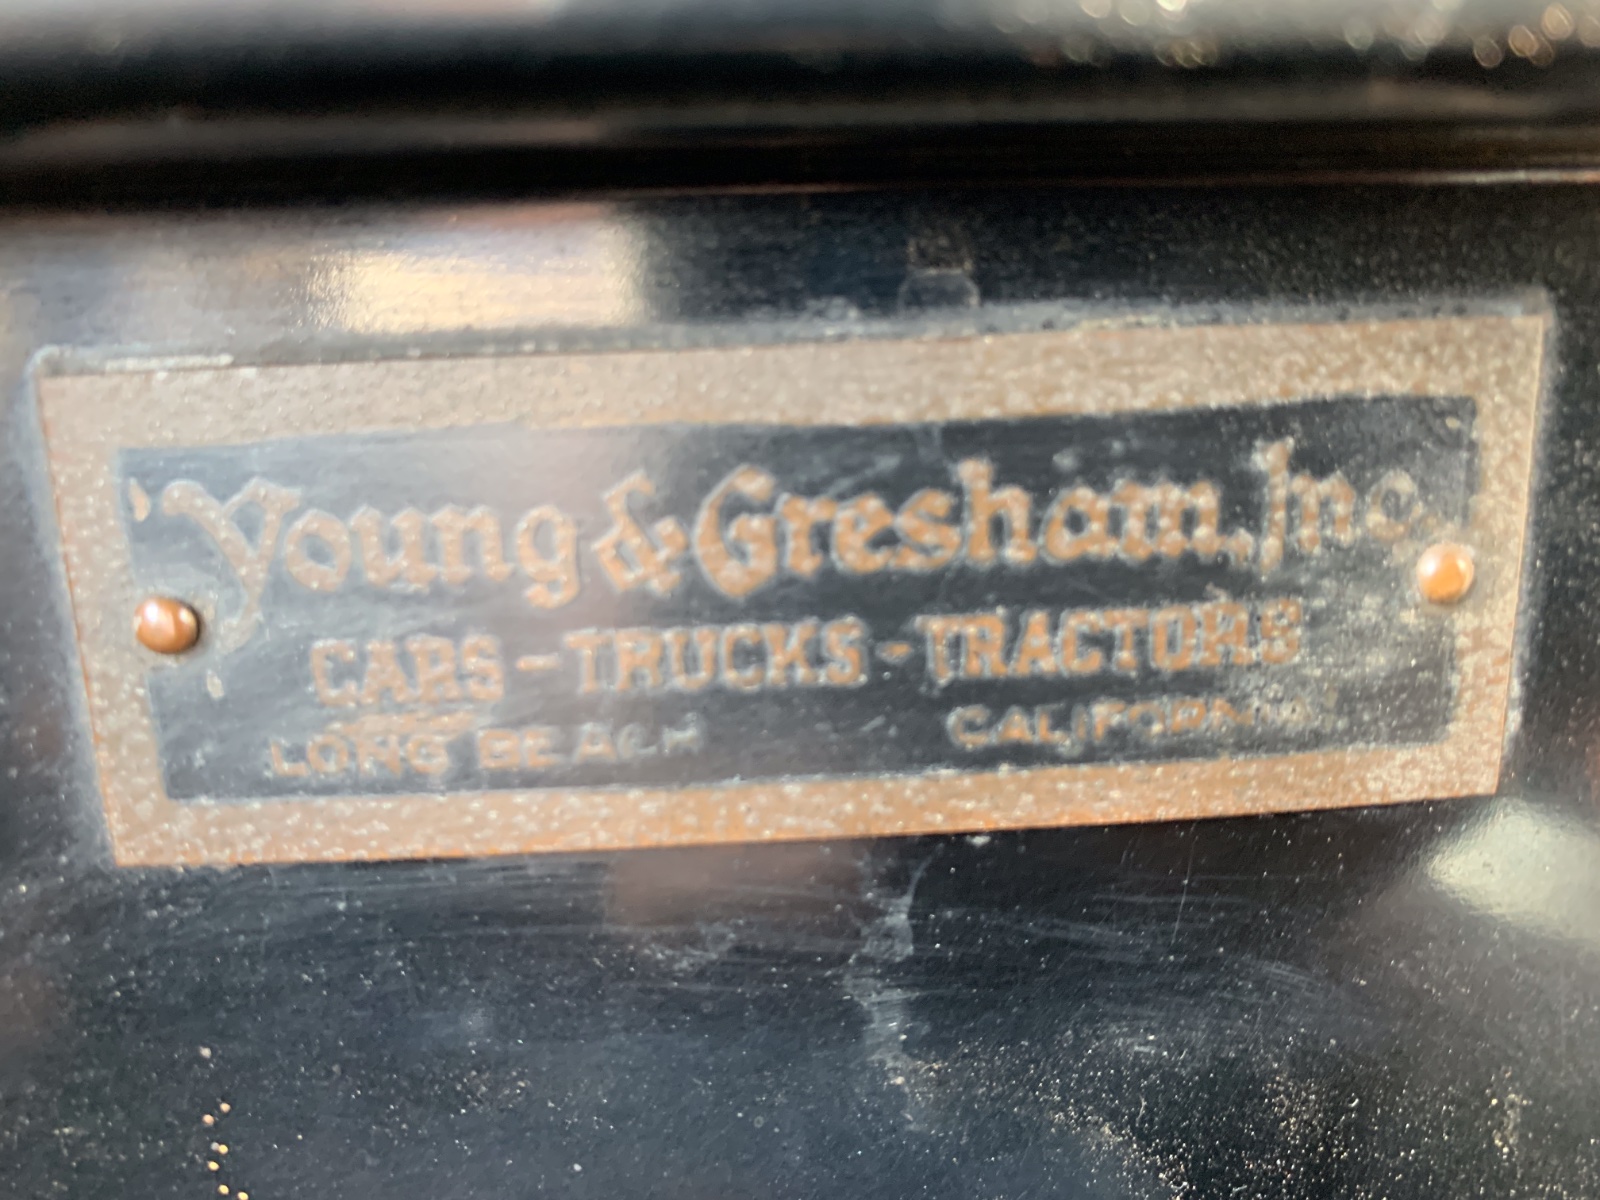 Young & Gresham, Inc.
CARS - TRUCKS - TRACTORS
LONG BEACH CALIFORNIA